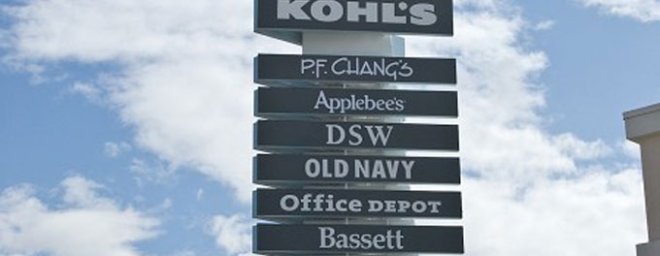 KOHL'S
P.F. CHANG'S
Applebee's
DSW
OLD NAVY
Office DEPOT
Bassett